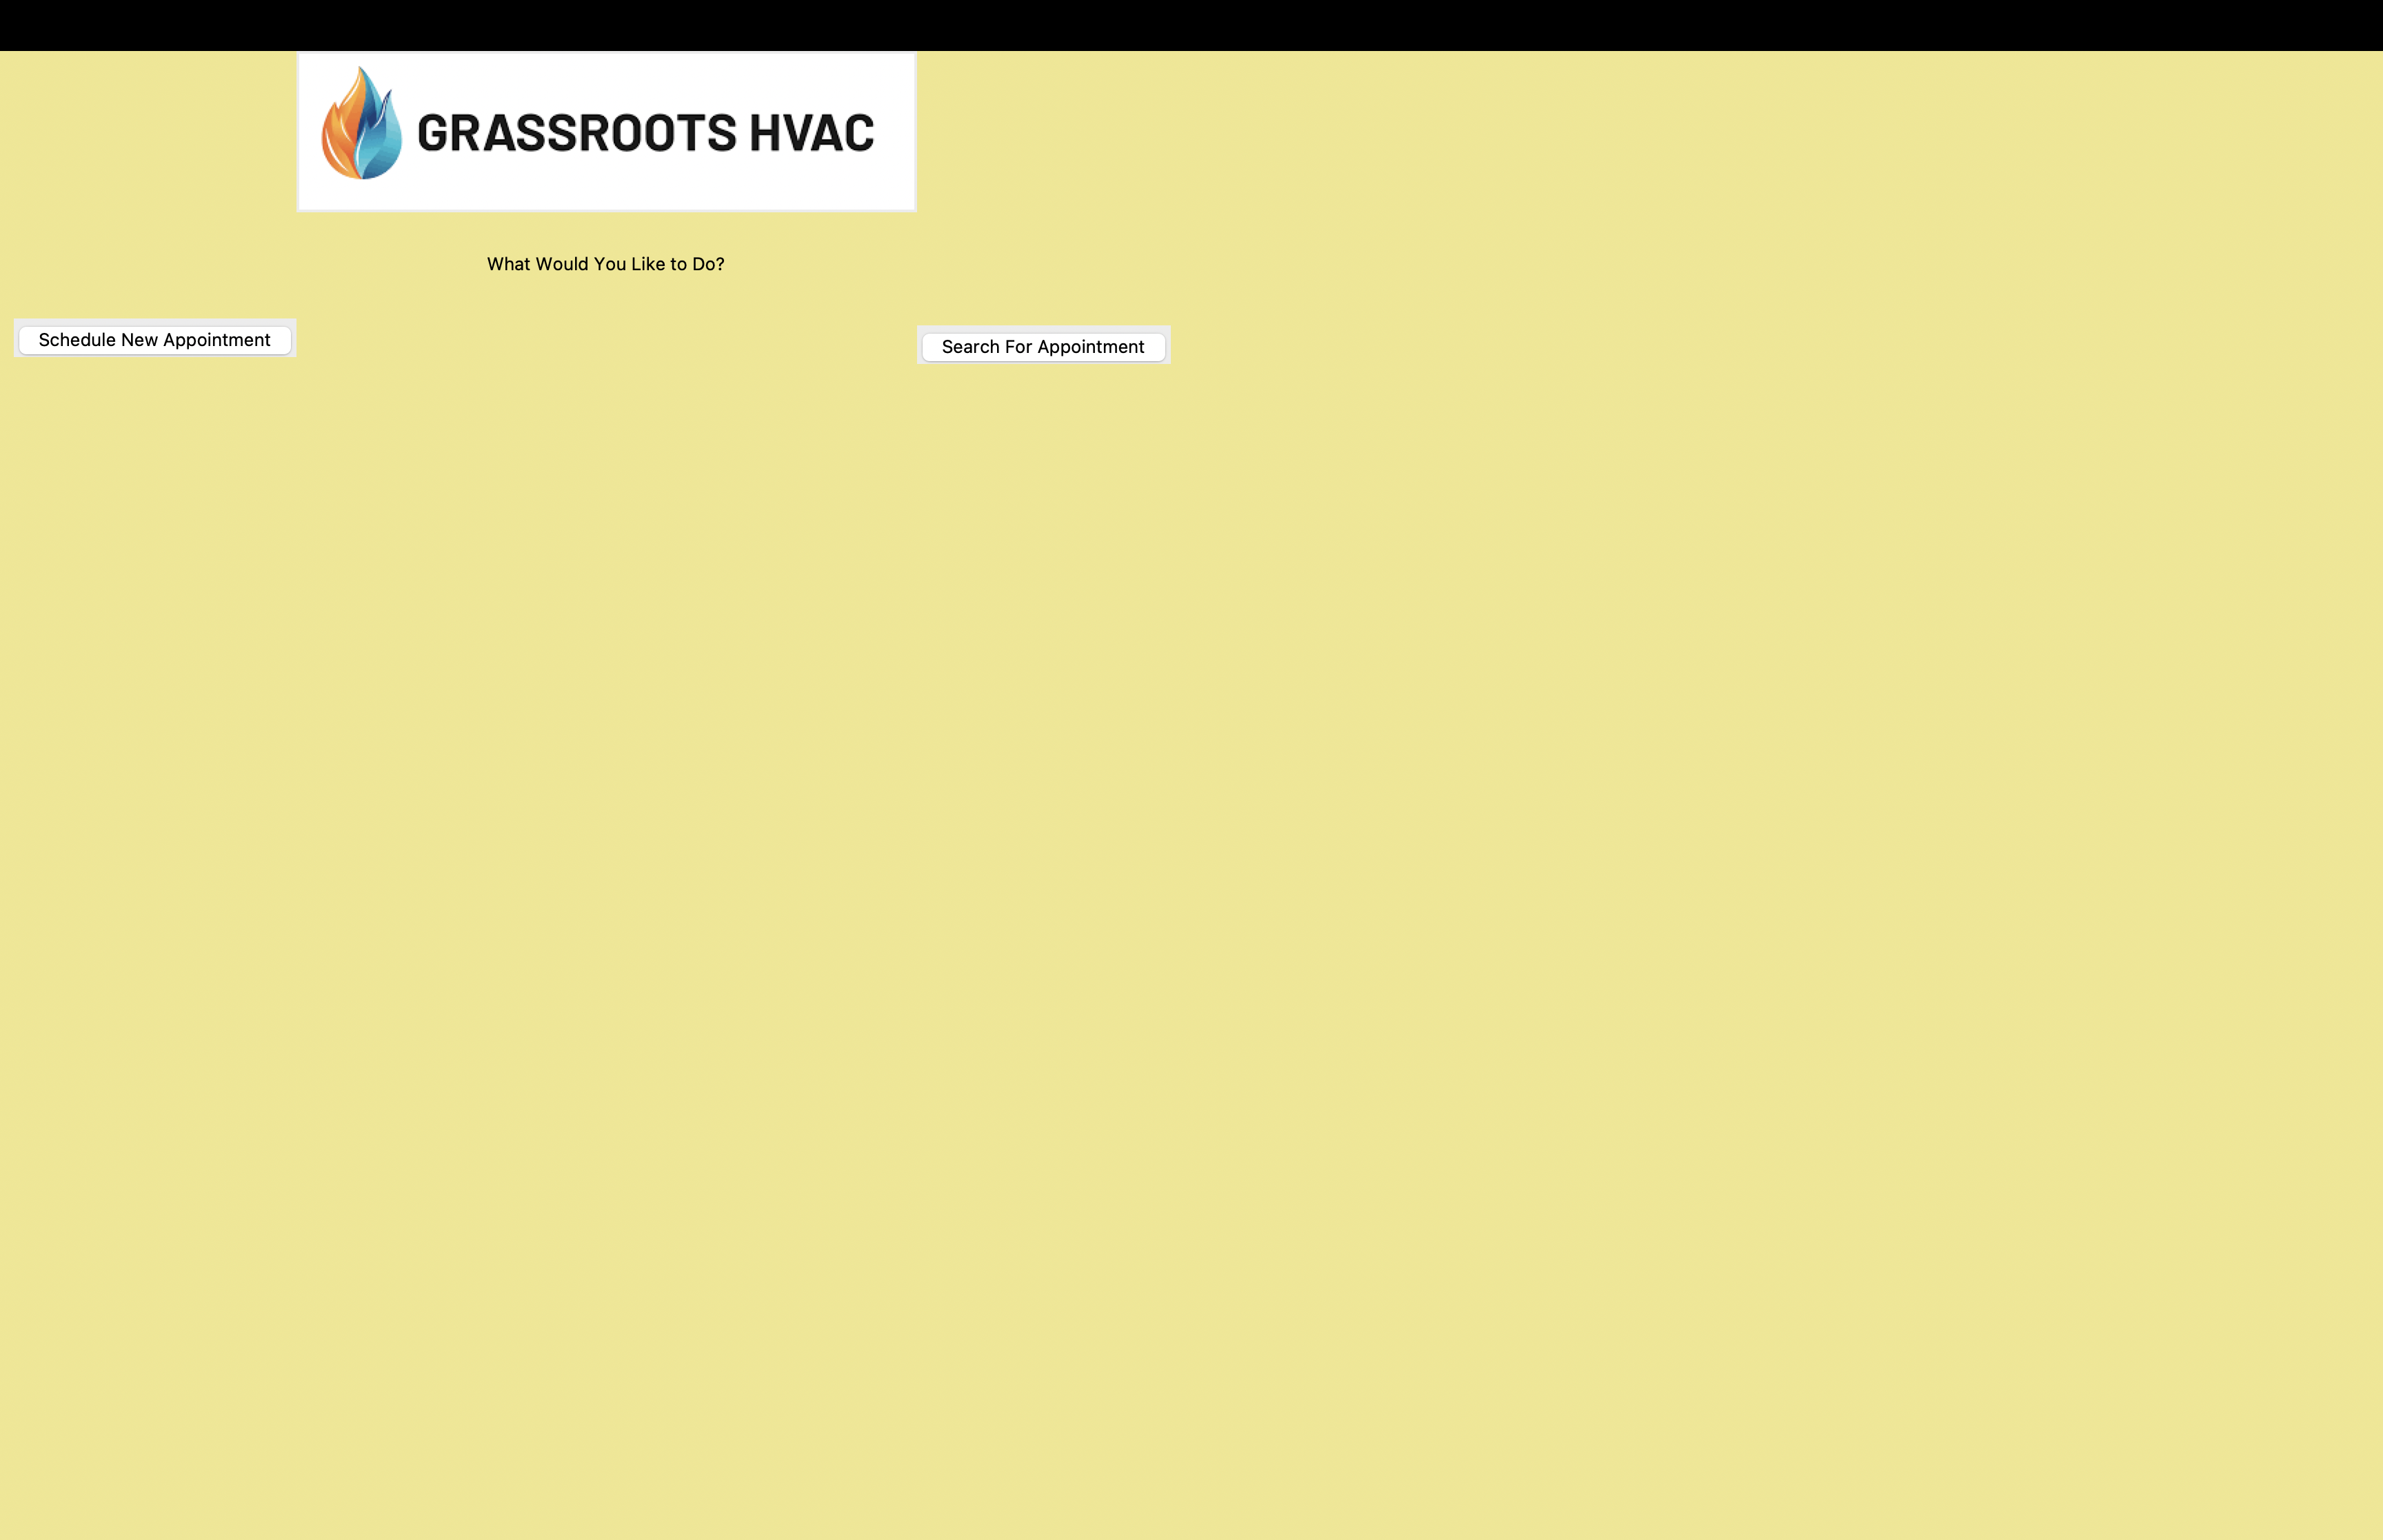 GRASSROOTS HVAC
What Would You Like to Do?
Schedule New Appointment
Search For Appointment